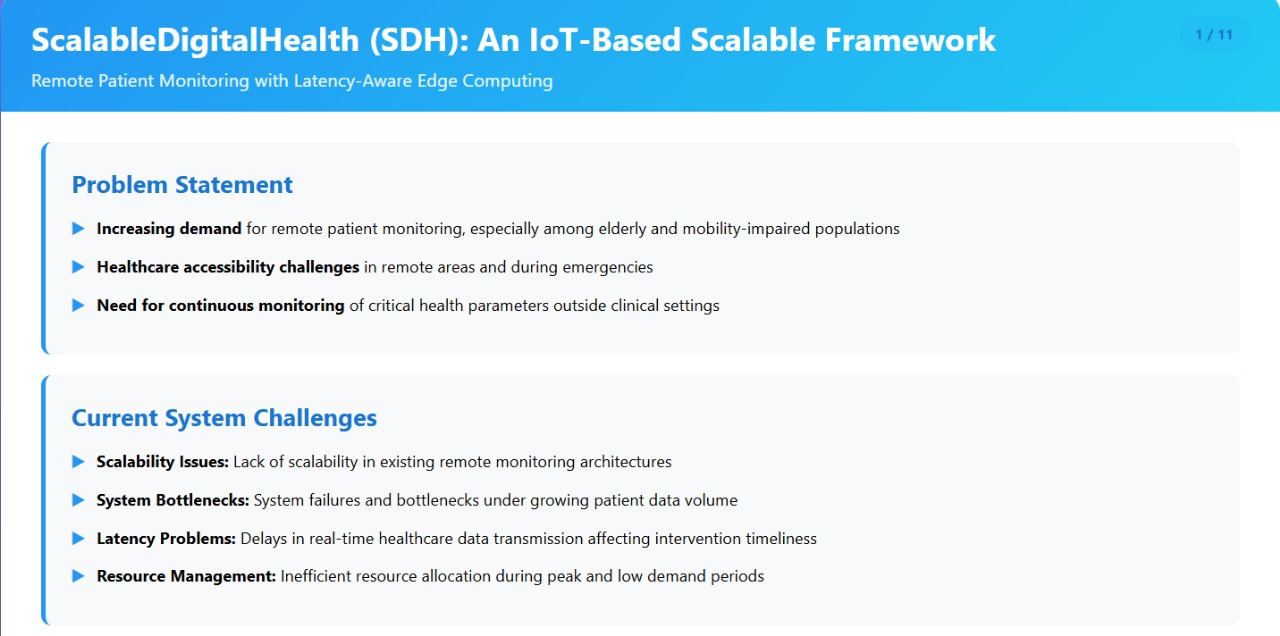 ScalableDigitalHealth (SDH): An IoT-Based Scalable Framework
1 / 11
Remote Patient Monitoring with Latency-Aware Edge Computing
Problem Statement
▶ Increasing demand for remote patient monitoring, especially among elderly and mobility-impaired populations
▶ Healthcare accessibility challenges in remote areas and during emergencies
▶ Need for continuous monitoring of critical health parameters outside clinical settings
Current System Challenges
▶ Scalability Issues: Lack of scalability in existing remote monitoring architectures
▶ System Bottlenecks: System failures and bottlenecks under growing patient data volume
▶ Latency Problems: Delays in real-time healthcare data transmission affecting intervention timeliness
▶ Resource Management: Inefficient resource allocation during peak and low demand periods